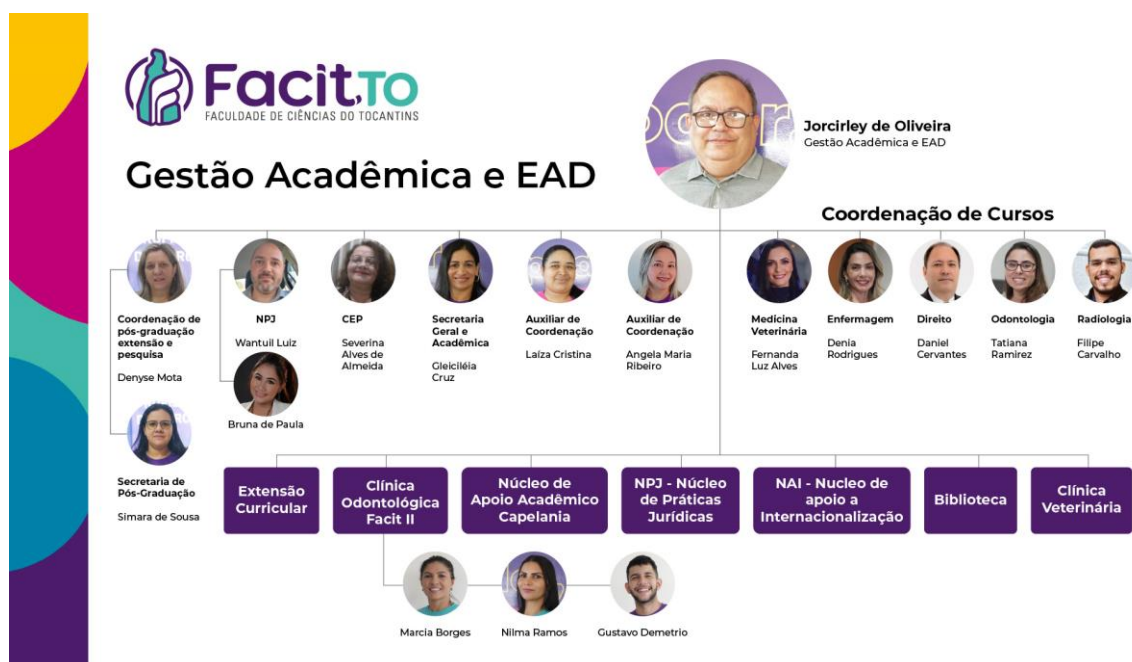 Facit.TO
FACULDADE DE CIÊNCIAS DO TOCANTINS
Gestão Acadêmica e EAD
Jorcirley de Oliveira
Gestão Acadêmica e EAD
Coordenação de Cursos
Coordenação de
pós-graduação
extensão e
pesquisa
Denyse Mota
NPJ
Wantuil Luiz
Bruna de Paula
CEP
Severina
Alves de
Almeida
Secretaria
Geral e
Acadêmica
Gleiciléia
Cruz
Auxiliar de
Coordenação
Laíza Cristina
Auxiliar de
Coordenação
Angela Maria
Ribeiro
Medicina
Veterinária
Fernanda
Luz Alves
Enfermagem
Denia
Rodrigues
Direito
Daniel
Cervantes
Odontologia
Tatiana
Ramirez
Radiologia
Filipe
Carvalho
Secretaria de
Pós-Graduação
Simara de Sousa
Extensão
Curricular
Clínica
Odontológica
Facit II
Núcleo de
Apoio Acadêmico
Capelania
NPJ - Núcleo
de Práticas
Jurídicas
NAI - Nucleo de
apoio a
Internacionalização
Biblioteca
Clínica
Veterinária
Marcia Borges
Nilma Ramos
Gustavo Demetrio